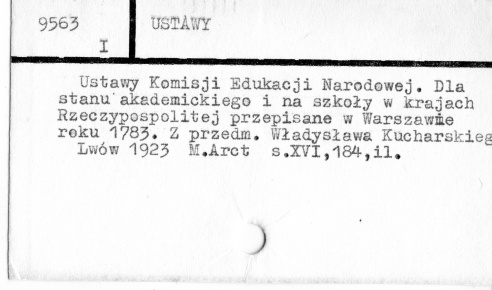 9563 USTAWY
I
Ustawy Komisji Edukacji Narodowej. Dla
stanu akademickiego i na szkoły w krajach
Rzeczypospolitej przepisane w Warszawie
roku 1783. Z przedm. Władysława Kucharskieg
Lwów 1923 M.Arct s.XVI,184,il.